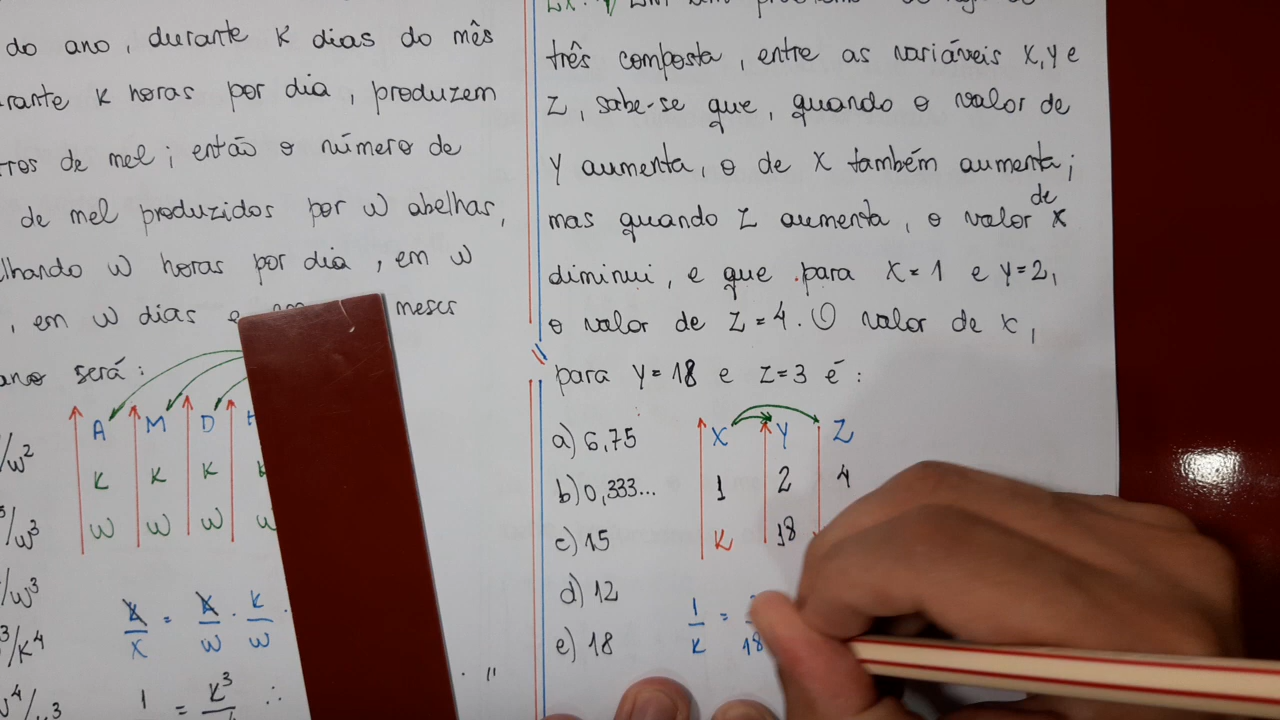 do ano, durante K dias do mês
K horas por dia, produzem
de mel; então o número de
de mel produzidos por W abelhas,
W horas por dia, em W
, em W dias e meses
ano será:
A M D
K K K K
W W W W
K/X = K/W . K/W .
1 = K³
três composta, entre as variáveis X, Y e
Z, sabe-se que, quando o valor de
Y aumenta, o de X também aumenta;
mas quando Z aumenta, o valor de X
diminui, e que para X=1 e Y=2,
o valor de Z=4. O valor de X,
para Y=18 e Z=3 é:
a) 6,75
b) 0,333...
c) 15
d) 12
e) 18
X Y Z
1 2 4
K 18
1/K = /18